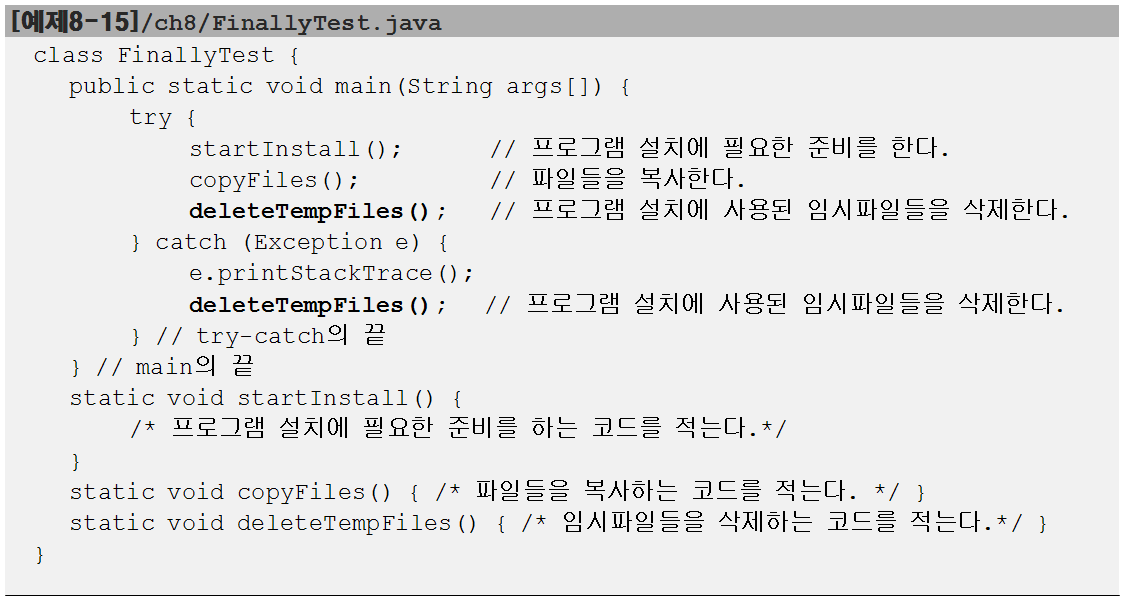 [예제8-15]/ch8/FinallyTest.java
class FinallyTest {
public static void main(String args[]) {
try {
startInstall(); // 프로그램 설치에 필요한 준비를 한다.
copyFiles(); // 파일들을 복사한다.
deleteTempFiles(); // 프로그램 설치에 사용된 임시파일들을 삭제한다.
} catch (Exception e) {
e.printStackTrace();
deleteTempFiles(); // 프로그램 설치에 사용된 임시파일들을 삭제한다.
} // try-catch의 끝
} // main의 끝
static void startInstall() {
/* 프로그램 설치에 필요한 준비를 하는 코드를 적는다.*/
}
static void copyFiles() { /* 파일들을 복사하는 코드를 적는다. */ }
static void deleteTempFiles() { /* 임시파일들을 삭제하는 코드를 적는다.*/ }
}